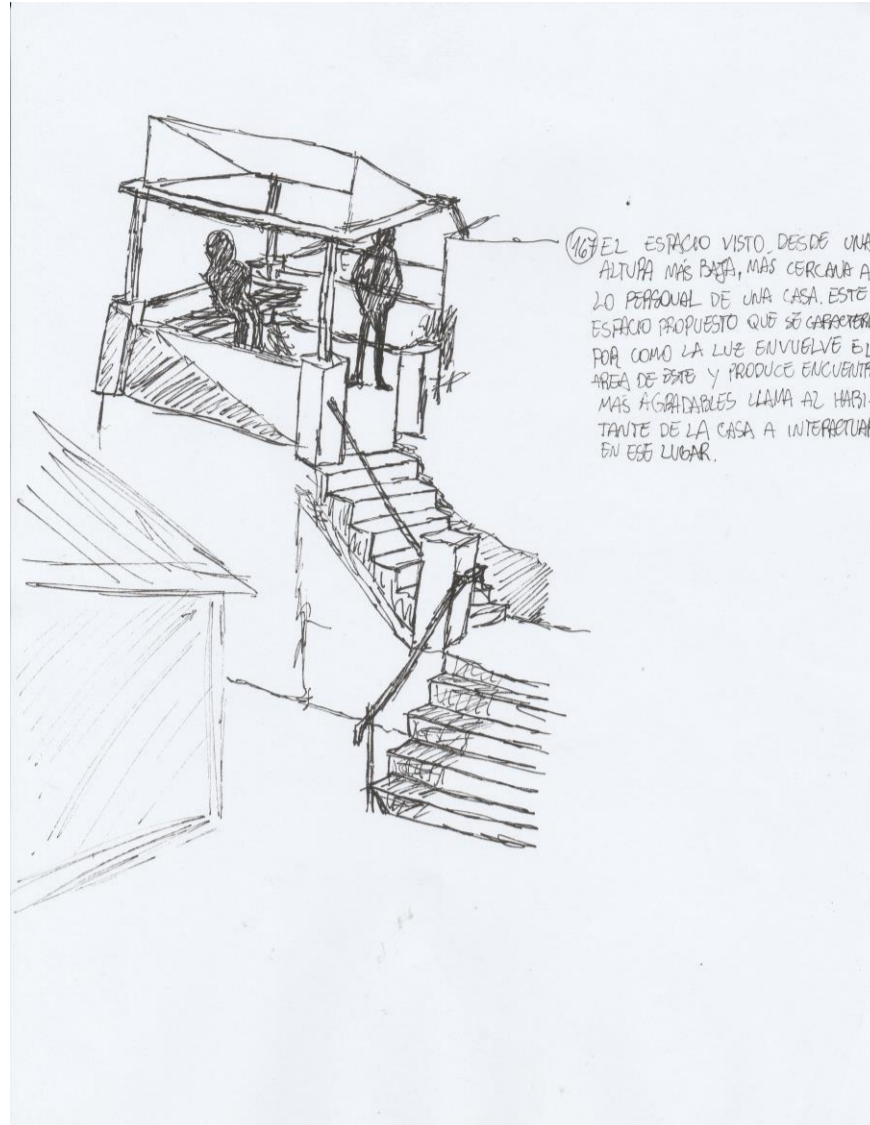 167 EL ESPACIO VISTO DESDE UNA
ALTURA MÁS BAJA, MÁS CERCANA A
LO PERSONAL DE UNA CASA. ESTE
ESPACIO PROPUESTO QUE SE CARACTERI
POR COMO LA LUZ ENVUELVE EL
AREA DE ESTE Y PRODUCE ENCUENTR
MÁS AGRADABLES LLAMA AL HABI-
TANTE DE LA CASA A INTERACTUAR
EN ESE LUGAR.